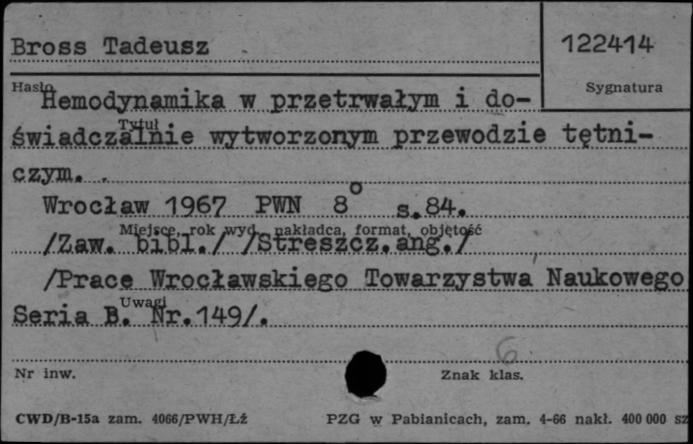 Bross Tadeusz
122414
Hasło
Sygnatura
Hemodynamika w przetrwałym i do-
Tytuł
świadczalnie wytworzonym przewodzie tętni-
czym.
Wrocław 1967 PWN 8° s.84.
Miejsce, rok wyd., nakładca, format, objętość
/Zaw. bibl./ /Streszcz.ang./
/Prace Wrocławskiego Towarzystwa Naukowego
Uwagi
Seria B. Nr.149/.
6
Nr inw.
Znak klas.
CWD/B-15a zam. 4066/PWH/Łź
PZG w Pabianicach, zam. 4-66 nakł. 400 000 sz